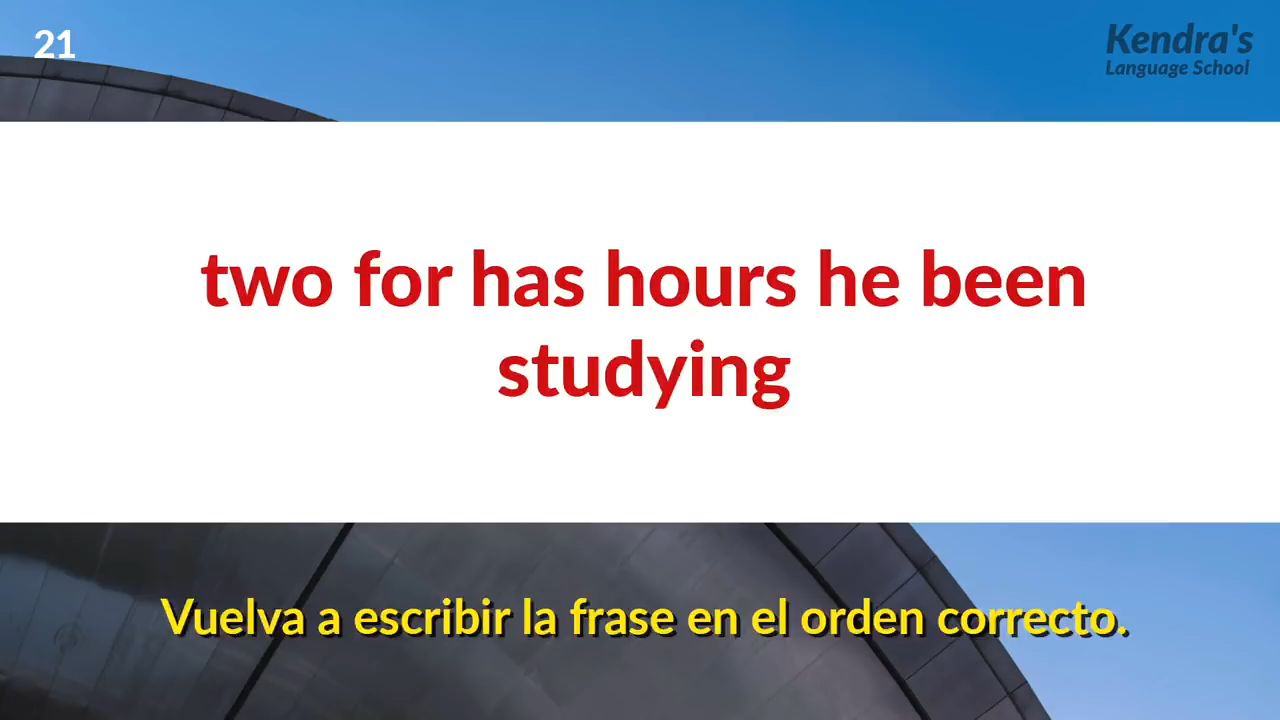 21
Kendra's
Language School
two for has hours he been
studying
Vuelva a escribir la frase en el orden correcto.